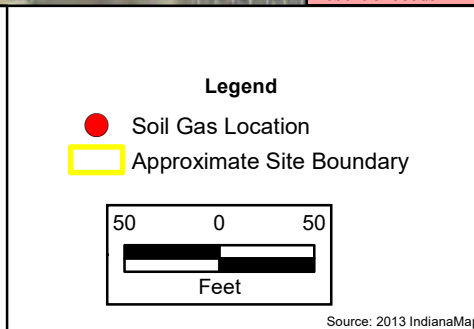 Legend
Soil Gas Location
Approximate Site Boundary
50 0 50
Feet
Source: 2013 IndianaMap